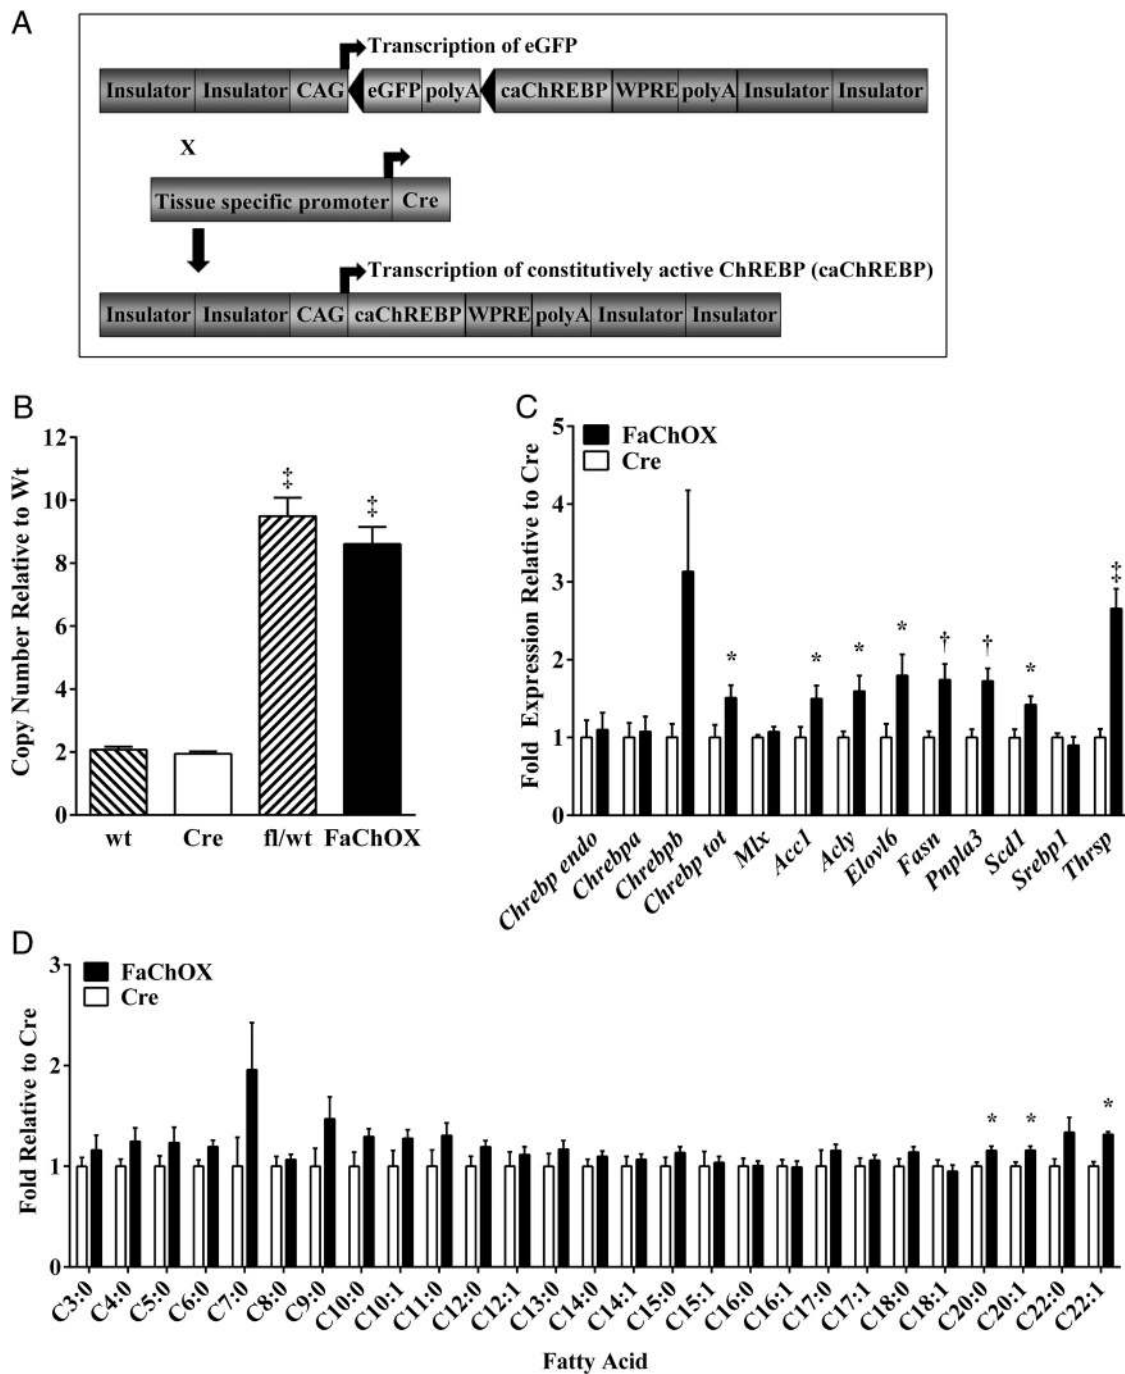 A
Transcription of eGFP
Insulator Insulator CAG eGFP polyA caChREBP WPRE polyA Insulator Insulator
X
Tissue specific promoter Cre
Transcription of constitutively active ChREBP (caChREBP)
Insulator Insulator CAG caChREBP WPRE polyA Insulator Insulator
B
Copy Number Relative to Wt
12
10
8
6
4
2
0
‡
‡
wt Cre fl/wt FaChOX
C
Fold Expression Relative to Cre
5
4
3
2
1
0
FaChOX
Cre
* * * * † † * ‡
Chrebp endo
Chrebpa
Chrebpb
Chrebp tot
Mlx
Acc1
Acly
Elovl6
Fasn
Pnpla3
Scd1
Srebp1
Thrsp
D
Fold Relative to Cre
3
2
1
0
FaChOX
Cre
* * *
C3:0
C4:0
C5:0
C6:0
C7:0
C8:0
C9:0
C10:0
C10:1
C11:0
C12:0
C12:1
C13:0
C14:0
C14:1
C15:0
C15:1
C16:0
C16:1
C17:0
C17:1
C18:0
C18:1
C20:0
C20:1
C22:0
C22:1
Fatty Acid